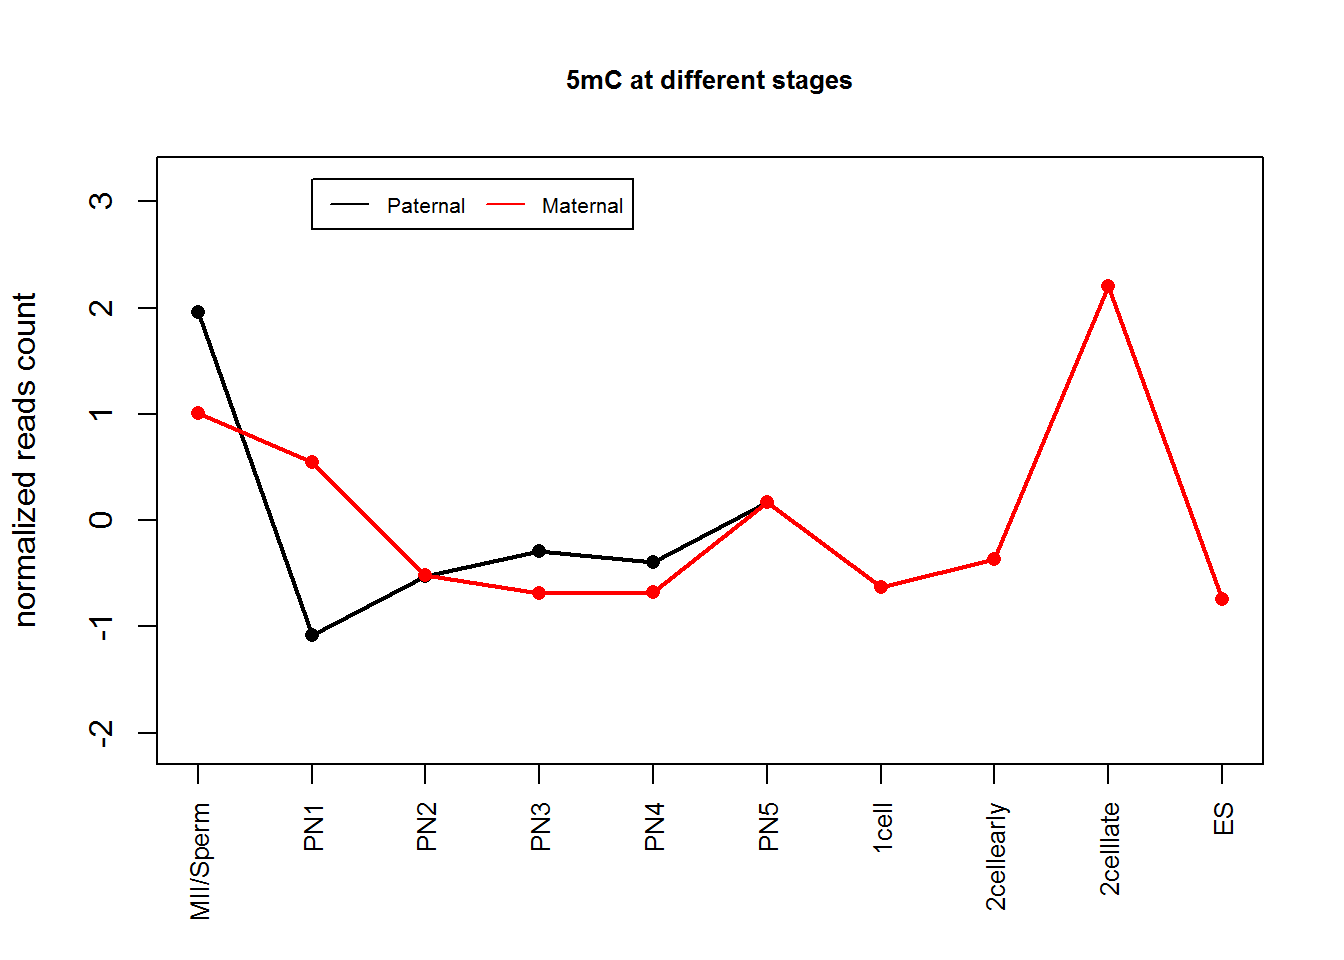 5mC at different stages
Paternal Maternal
normalized reads count
3
2
1
0
-1
-2
MII/Sperm
PN1
PN2
PN3
PN4
PN5
1cell
2cellearly
2celllate
ES